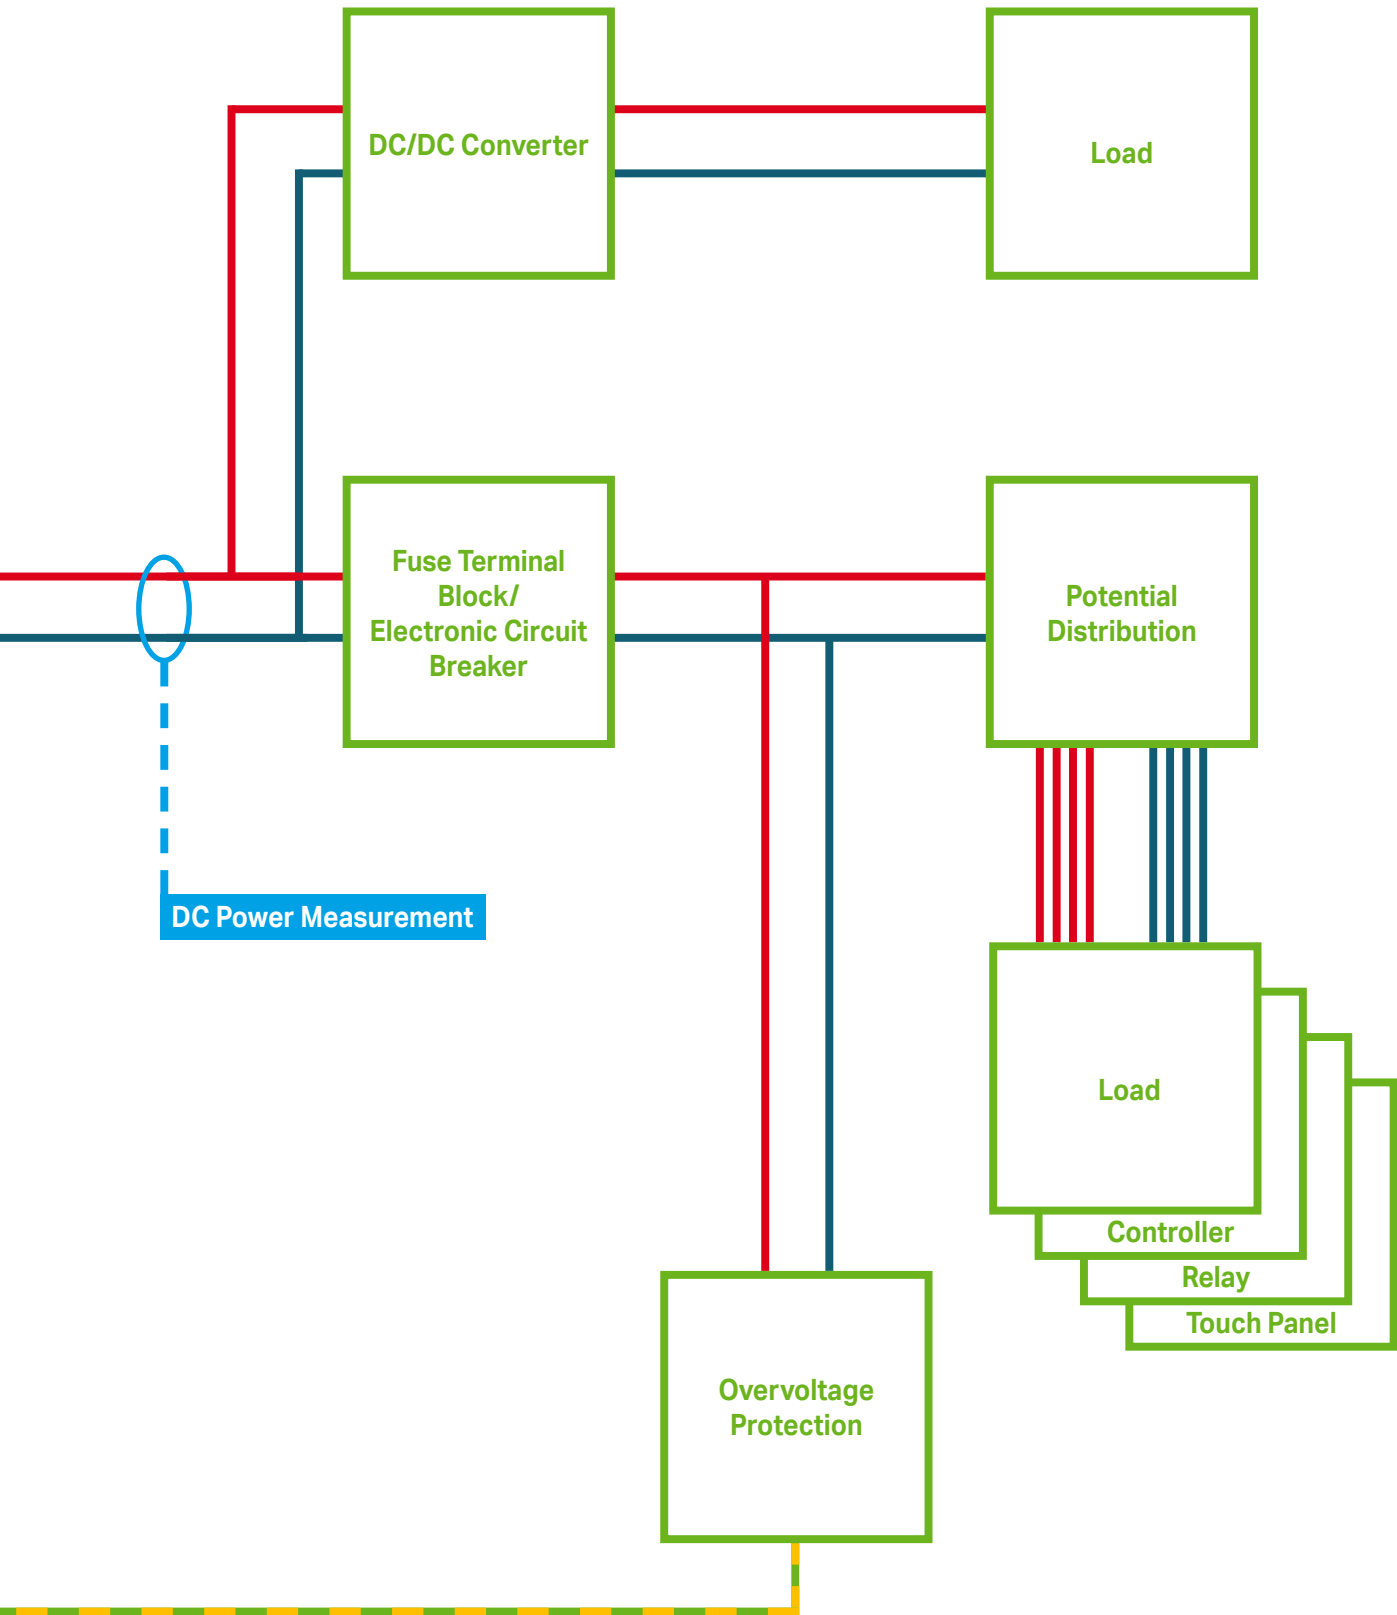 DC/DC Converter
Load
Fuse Terminal
Block/
Electronic Circuit
Breaker
Potential
Distribution
DC Power Measurement
Load
Controller
Relay
Touch Panel
Overvoltage
Protection